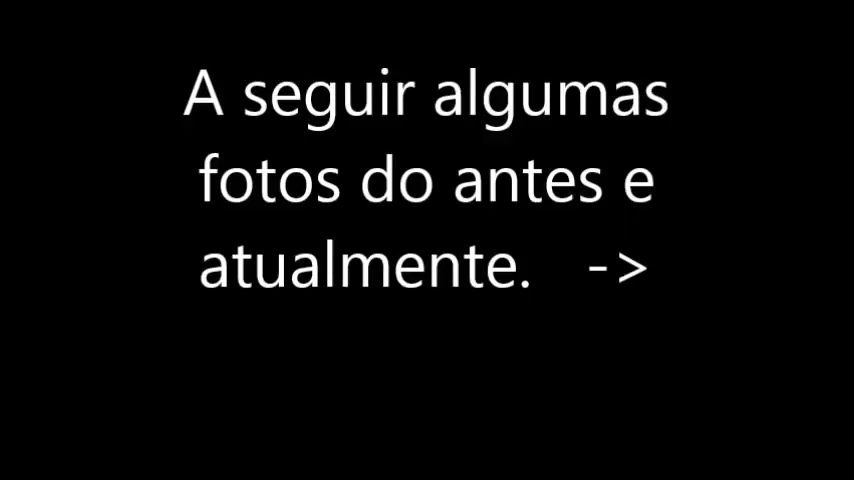 A seguir algumas
fotos do antes e
atualmente.   ->